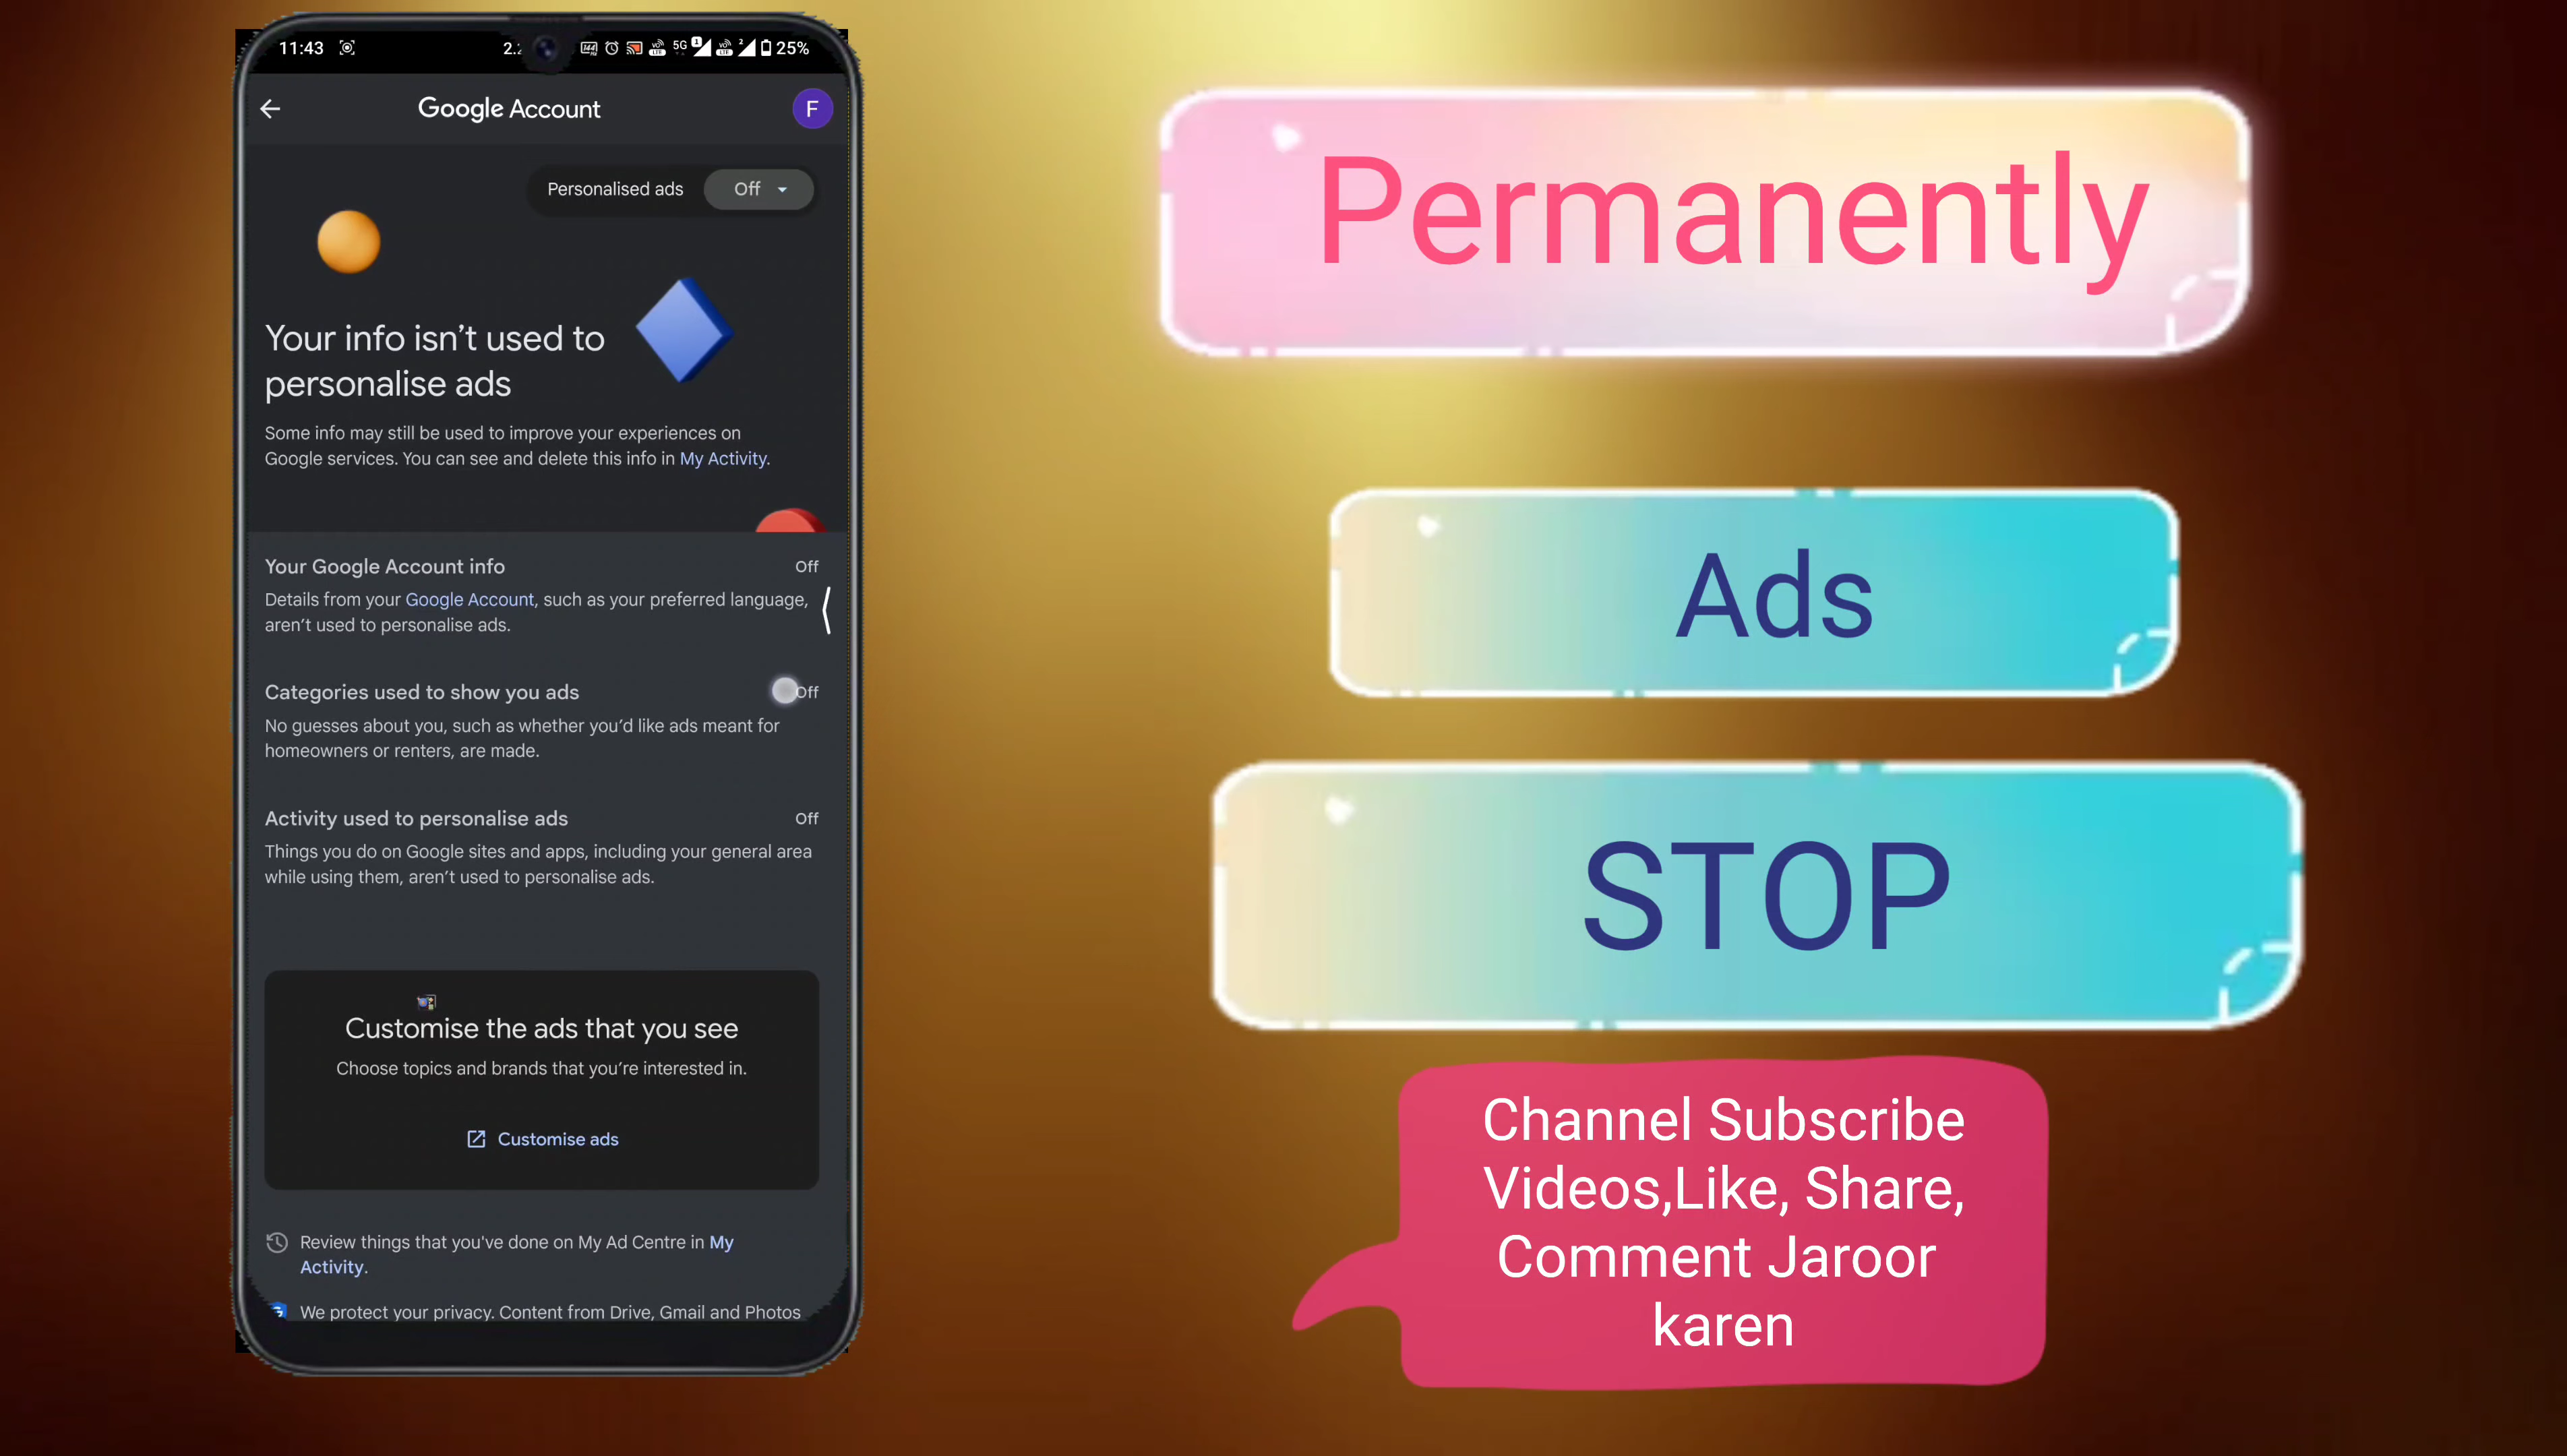 11:43
5G 25%
Google Account
F
Personalised ads Off
Your info isn't used to
personalise ads
Some info may still be used to improve your experiences on
Google services. You can see and delete this info in My Activity.
Your Google Account info Off
Details from your Google Account, such as your preferred language,
aren't used to personalise ads.
Categories used to show you ads Off
No guesses about you, such as whether you'd like ads meant for
homeowners or renters, are made.
Activity used to personalise ads Off
Things you do on Google sites and apps, including your general area
while using them, aren't used to personalise ads.
Customise the ads that you see
Choose topics and brands that you're interested in.
Customise ads
Review things that you've done on My Ad Centre in My
Activity.
We protect your privacy. Content from Drive, Gmail and Photos
Permanently
Ads
STOP
Channel Subscribe
Videos,Like, Share,
Comment Jaroor
karen